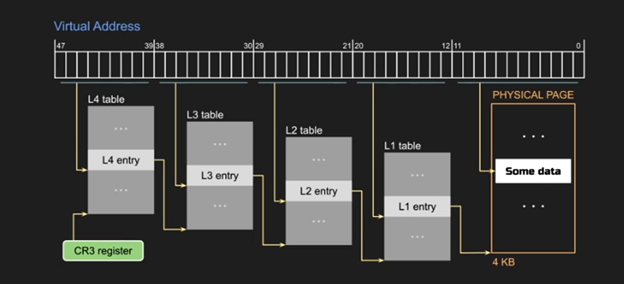 Virtual Address
47 39 38 30 29 21 20 12 11 0
L4 table
L3 table
L2 table
L1 table
PHYSICAL PAGE
...
...
...
...
...
L4 entry
L3 entry
L2 entry
L1 entry
Some data
...
...
...
...
...
CR3 register
4 KB